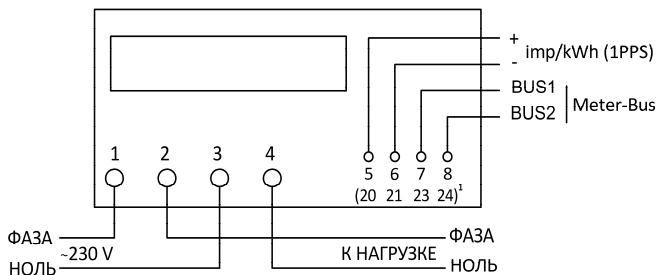 +
imp/kWh (1PPS)
-
BUS1
Meter-Bus
BUS2
1 2 3 4
5 6 7 8
(20 21 23 24)¹
ФАЗА ФАЗА
~230 V К НАГРУЗКЕ
НОЛЬ НОЛЬ